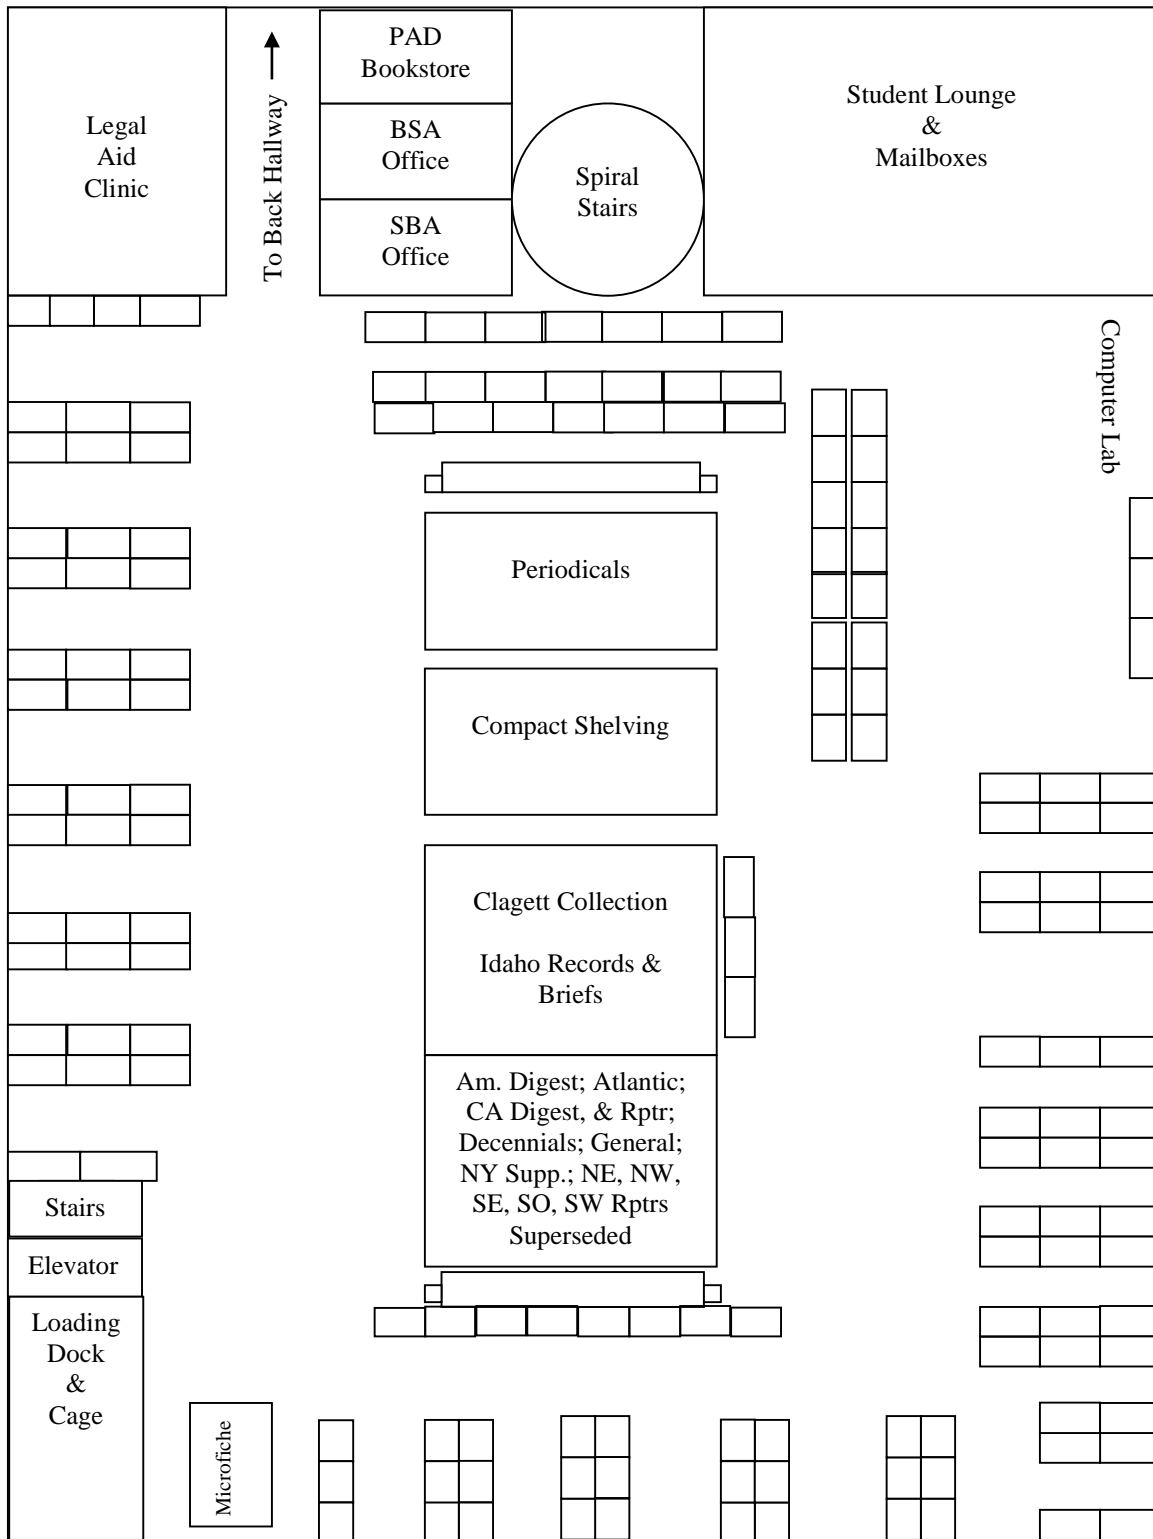 PAD
Bookstore
Legal
Aid
Clinic
To Back Hallway
BSA
Office
SBA
Office
Spiral
Stairs
Student Lounge
&
Mailboxes
Computer Lab
Periodicals
Compact Shelving
Clagett Collection
Idaho Records &
Briefs
Am. Digest; Atlantic;
CA Digest, & Rptr;
Decennials; General;
NY Supp.; NE, NW,
SE, SO, SW Rptrs
Superseded
Stairs
Elevator
Loading
Dock
&
Cage
Microfiche